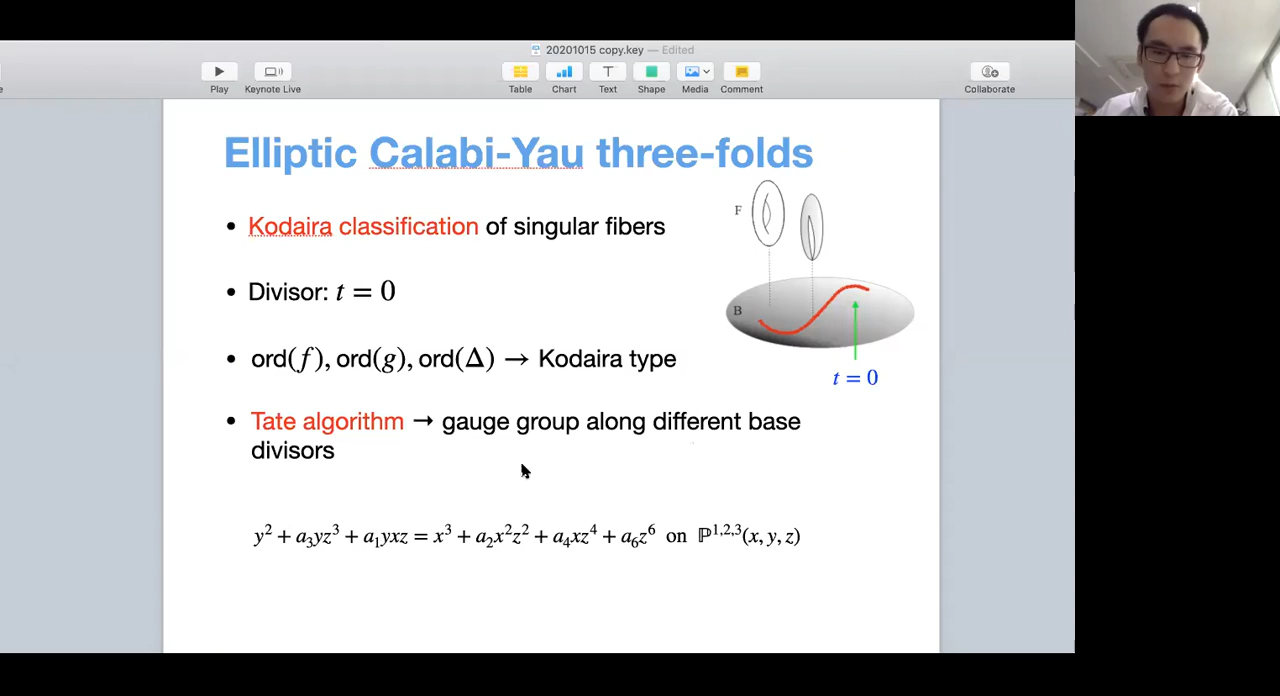 20201015 copy.key — Edited
Play
Keynote Live
Table
Chart
Text
Shape
Media
Comment
Collaborate
e
Elliptic Calabi-Yau three-folds
• Kodaira classification of singular fibers
• Divisor: t = 0
• ord(f), ord(g), ord(Δ) → Kodaira type
• Tate algorithm → gauge group along different base
divisors
F
B
t = 0
y² + a₃yz³ + a₁yxz = x³ + a₂x²z² + a₄xz⁴ + a₆z⁶ on ℙ¹,²,³(x, y, z)